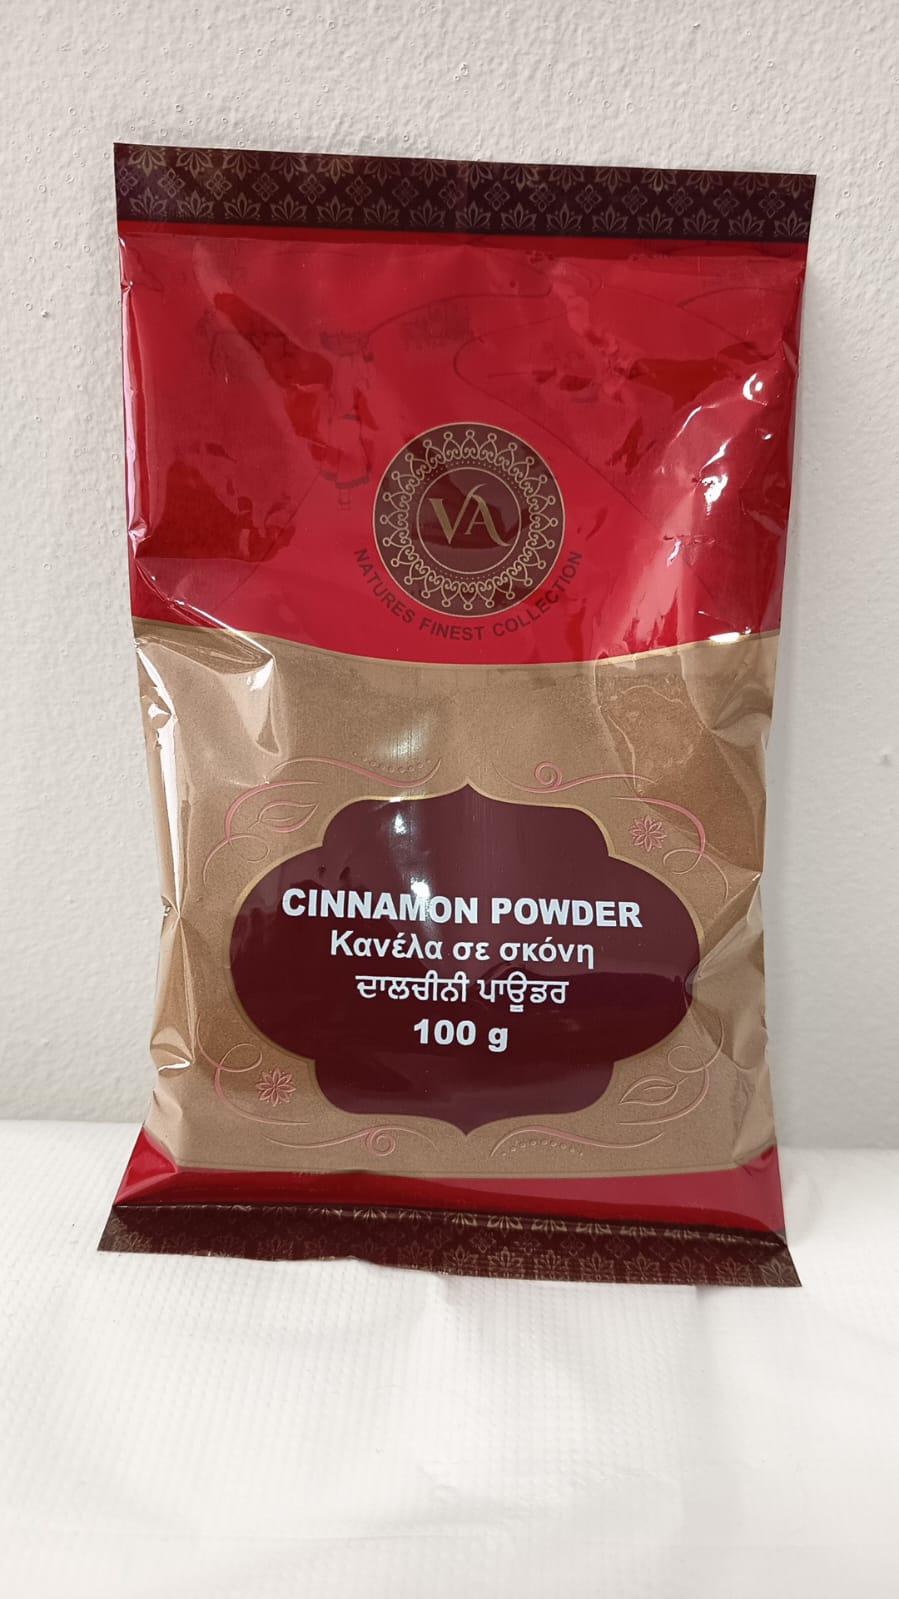 VA
NATURES FINEST COLLECTION
CINNAMON POWDER
Κανέλα σε σκόνη
ਦਾਲਚੀਨੀ ਪਾਊਡਰ
100 g